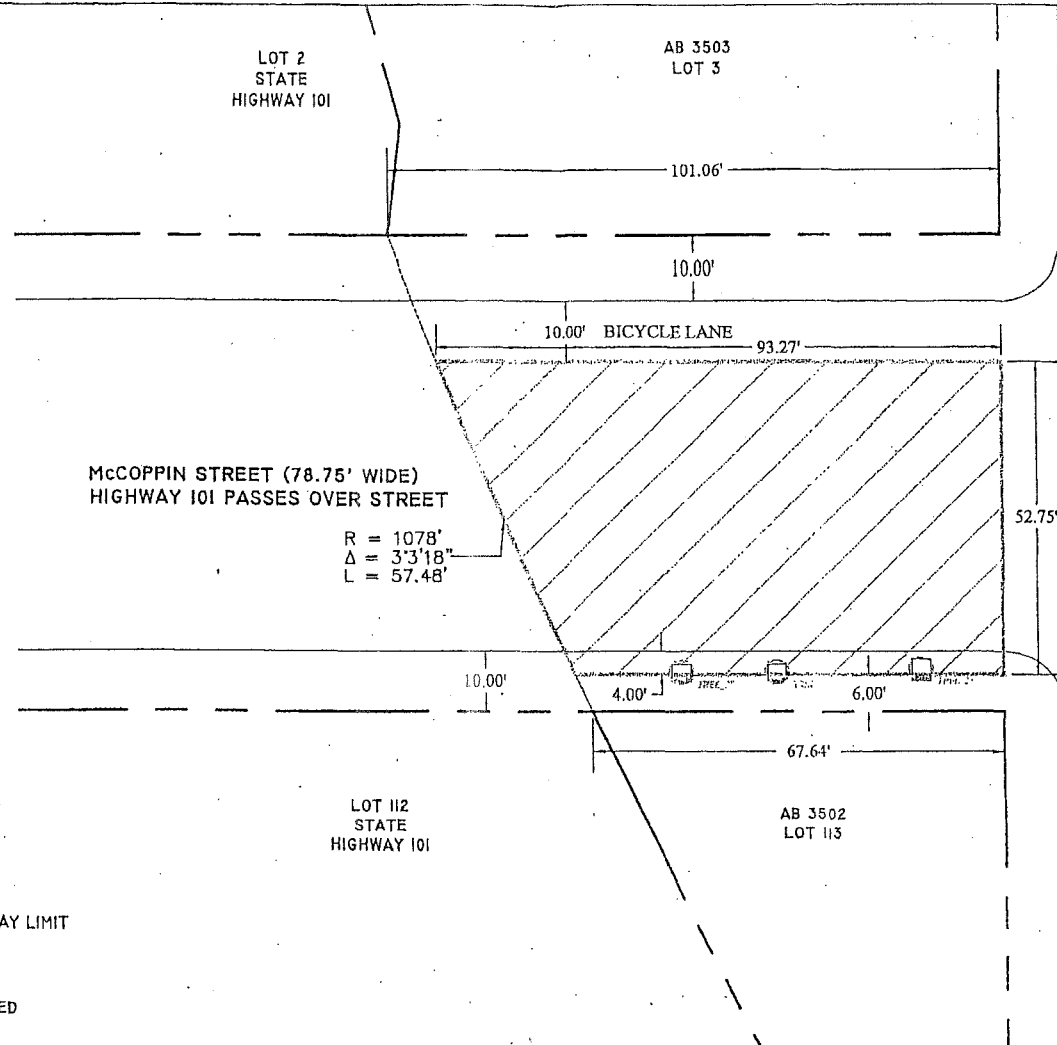 LOT 2
STATE
HIGHWAY 101
AB 3503
LOT 3
101.06'
10.00'
10.00' BICYCLE LANE
93.27'
McCOPPIN STREET (78.75' WIDE)
HIGHWAY 101 PASSES OVER STREET
R = 1078'
Δ = 3°3'18"
L = 57.48'
52.75'
10.00'
4.00'
6.00'
67.64'
LOT 112
STATE
HIGHWAY 101
AB 3502
LOT 113
AY LIMIT
ED